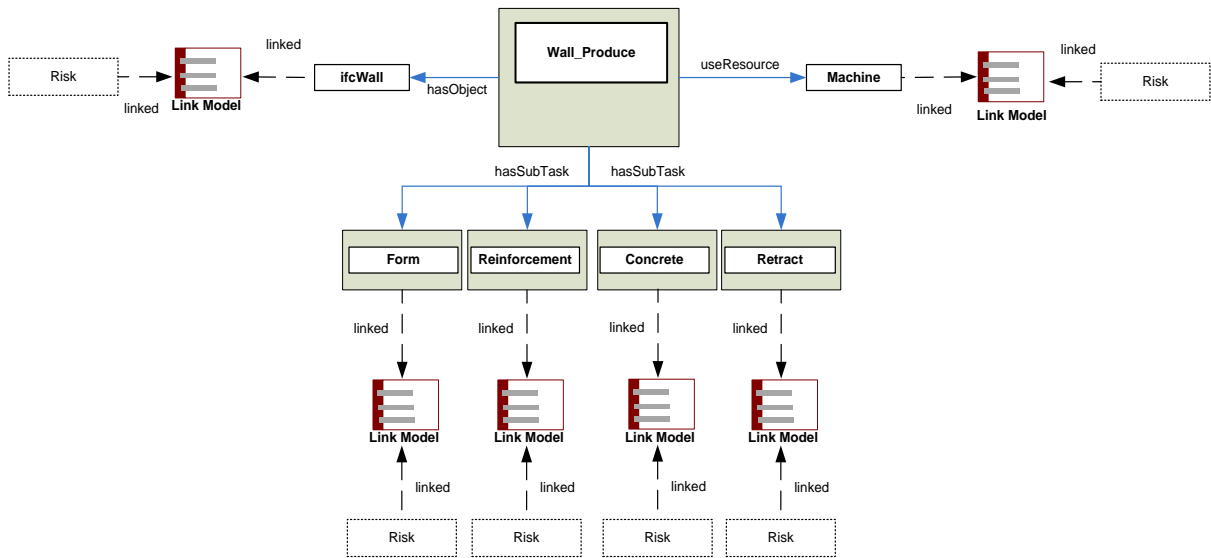 Wall_Produce
linked
linked
Risk
ifcWall
useResource
Machine
Risk
hasObject
linked
Link Model
linked
Link Model
hasSubTask
hasSubTask
Form
Reinforcement
Concrete
Retract
linked
linked
linked
linked
Link Model
Link Model
Link Model
Link Model
linked
linked
linked
linked
Risk
Risk
Risk
Risk